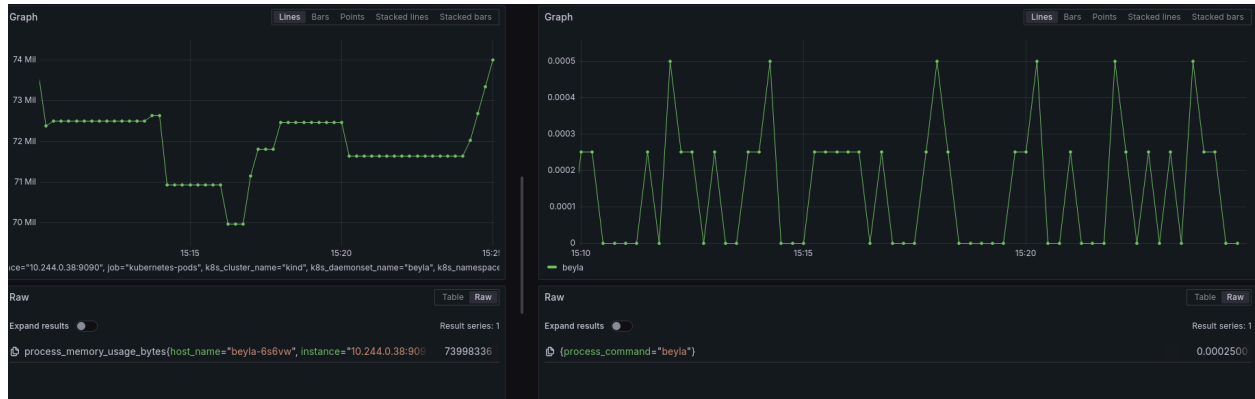 Graph
Lines Bars Points Stacked lines Stacked bars
74 Mil
73 Mil
72 Mil
71 Mil
70 Mil
15:15 15:20 15:2
ce="10.244.0.38:9090", job="kubernetes-pods", k8s_cluster_name="kind", k8s_daemonset_name="beyla", k8s_namespace
Raw
Table Raw
Expand results
Result series: 1
process_memory_usage_bytes{host_name="beyla-6s6vw", instance="10.244.0.38:909
73998336
Graph
Lines Bars Points Stacked lines Stacked bars
0.0005
0.0004
0.0003
0.0002
0.0001
0
15:10 15:15 15:20
beyla
Raw
Table Raw
Expand results
Result series: 1
{process_command="beyla"}
0.0002500